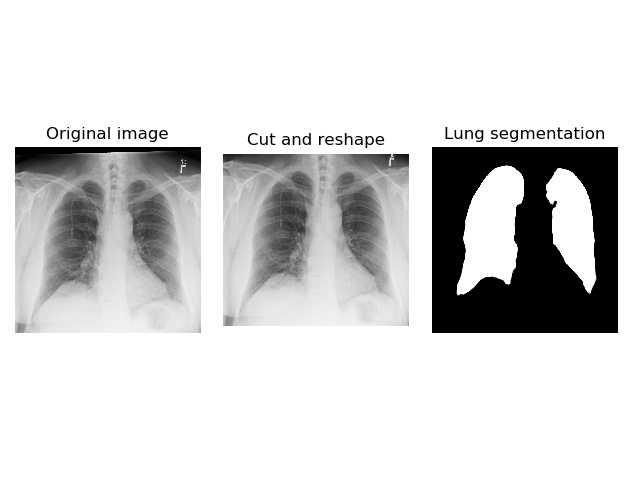 Original image
Cut and reshape
Lung segmentation